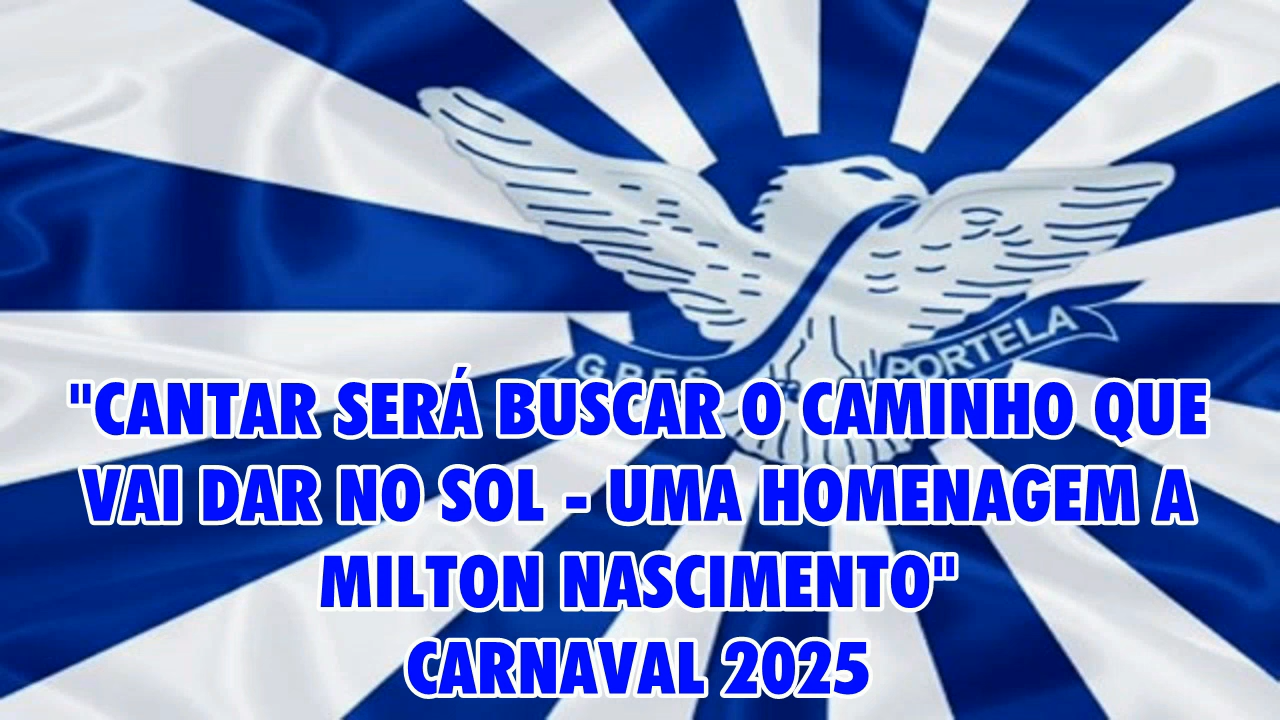 G.R.E.S. PORTELA
"CANTAR SERÁ BUSCAR O CAMINHO QUE
VAI DAR NO SOL - UMA HOMENAGEM A
MILTON NASCIMENTO"
CARNAVAL 2025